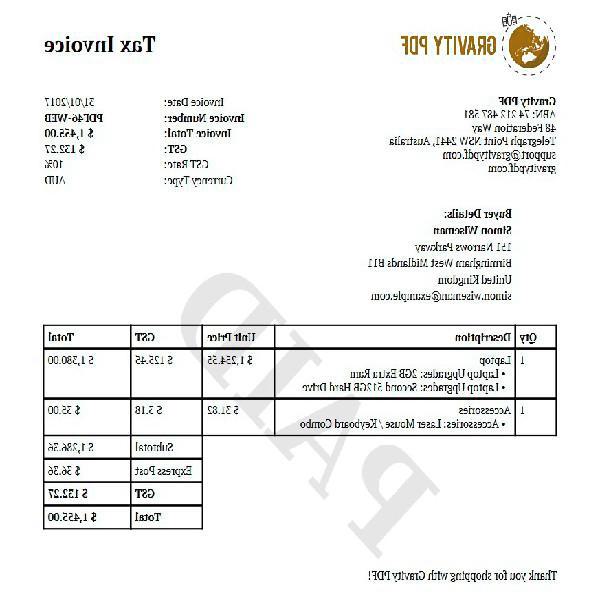 GRAVITY PDF
Tax Invoice
Gravity PDF
ABN: 74 212 487 581
48 Federation Way
Telegraph Point NSW, 2441, Australia
support@gravitypdf.com
gravitypdf.com
Invoice Date: 31/01/2017
Invoice Number: PDF46-WEB
Invoice Total: $ 1,455.00
GST: $ 132.27
GST Rate: 10%
Currency Type: AUD
Buyer Details:
Simon Wiseman
151 Narrows Parkway
Birmingham West Midlands B11
United Kingdom
simon.wiseman@example.com
Qty Description Unit Price GST Total
1 Laptop $ 1,254.55 $ 125.45 $ 1,380.00
• Laptop Upgrade: 2GB Extra Ram
• Laptop Upgrades: Second 512GB Hard Drive
1 Accessories $ 31.82 $ 3.18 $ 35.00
• Accessories: Laser Mouse / Keyboard Combo
Subtotal $ 1,286.36
Express Post $ 36.36
GST $ 132.27
Total $ 1,455.00
PAID
Thank you for shopping with Gravity PDF!